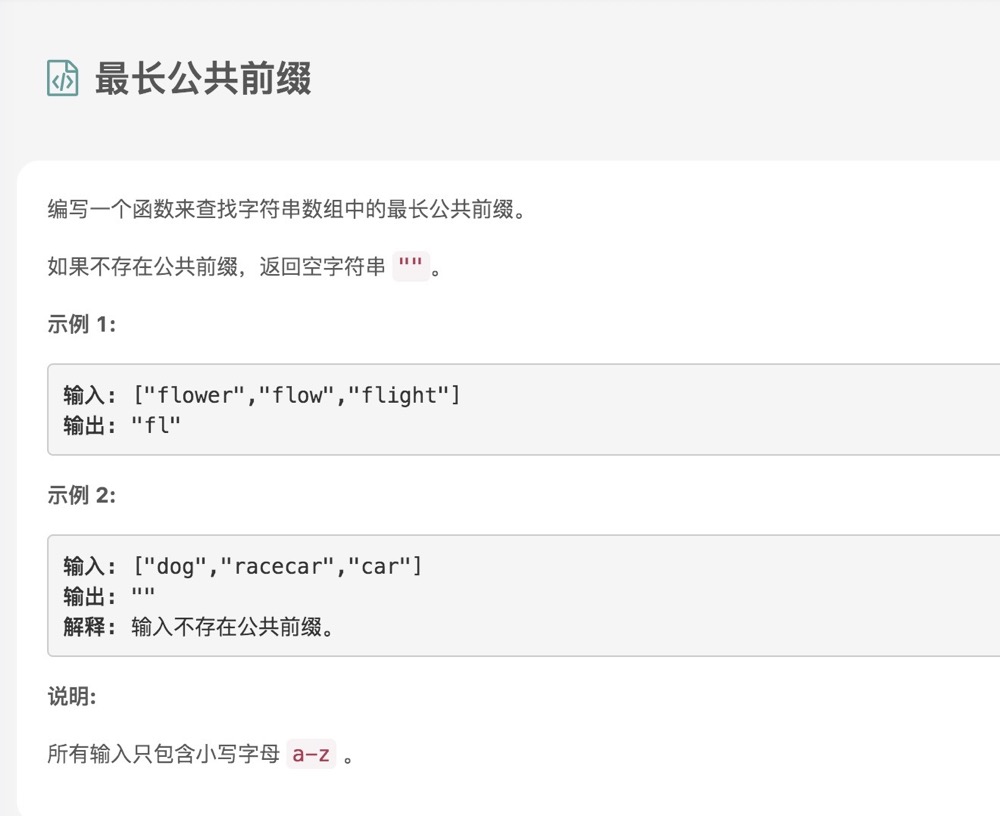 最长公共前缀
编写一个函数来查找字符串数组中的最长公共前缀。
如果不存在公共前缀，返回空字符串 ""。
示例 1:
输入: ["flower","flow","flight"]
输出: "fl"
示例 2:
输入: ["dog","racecar","car"]
输出: ""
解释: 输入不存在公共前缀。
说明:
所有输入只包含小写字母 a-z 。